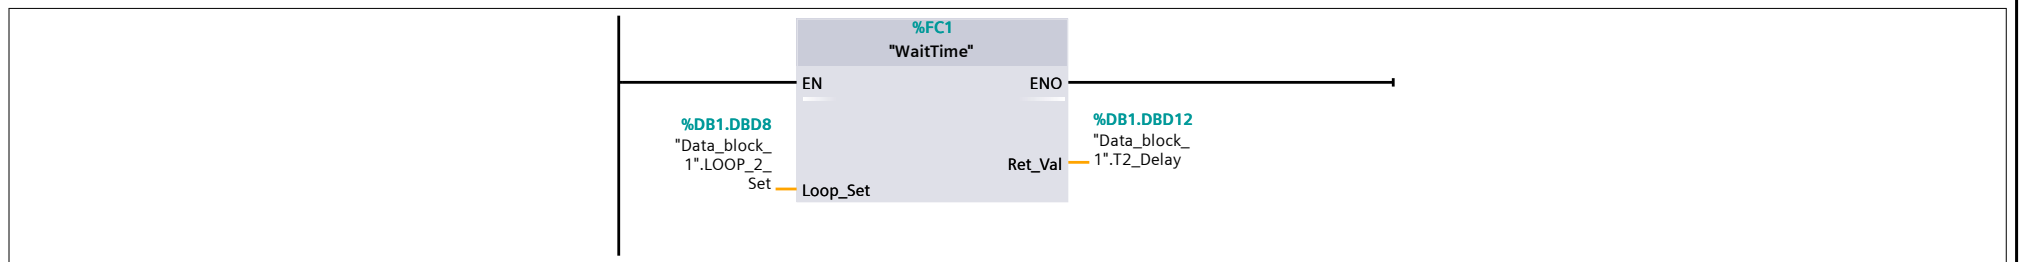 %FC1
"WaitTime"
EN
ENO
%DB1.DBD8
"Data_block_
1".LOOP_2_
Set
Loop_Set
%DB1.DBD12
"Data_block_
1".T2_Delay
Ret_Val